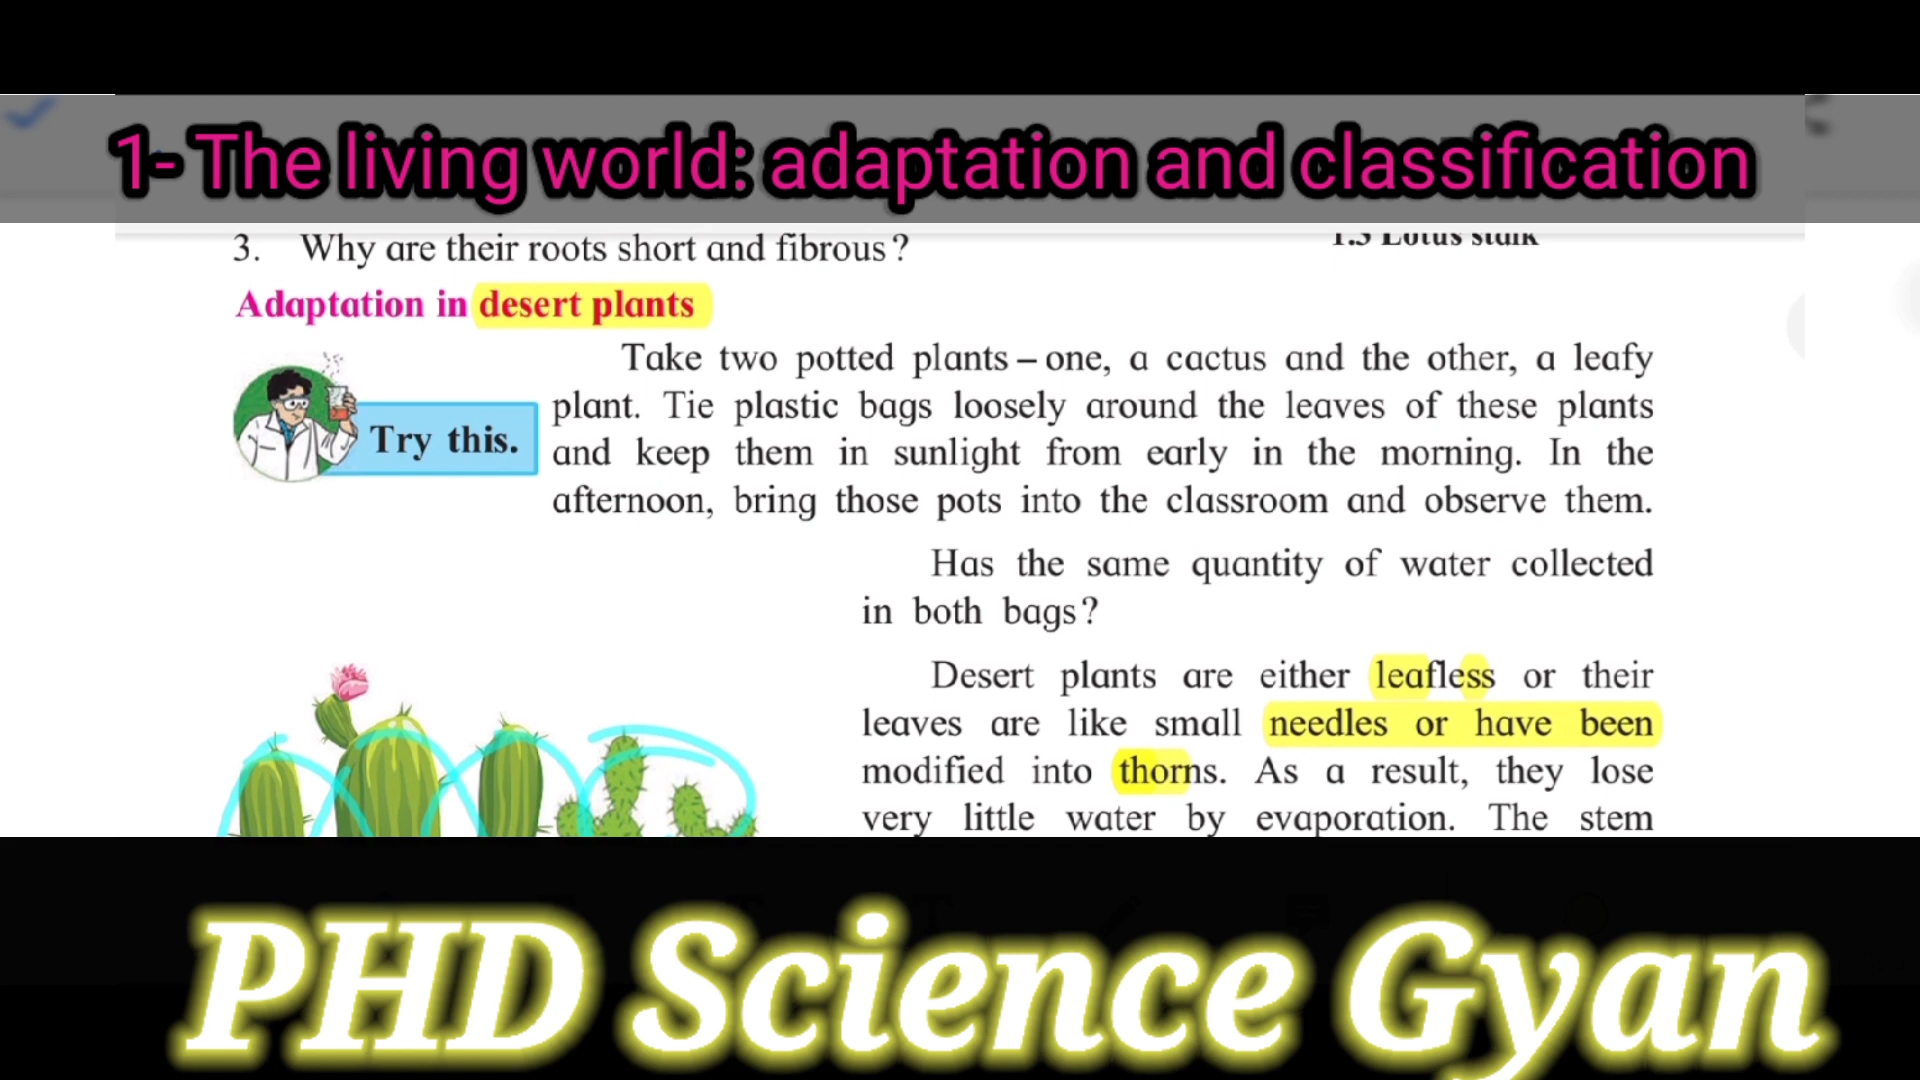 1- The living world: adaptation and classification
1.3 Lotus stalk
3. Why are their roots short and fibrous?
Adaptation in desert plants
Take two potted plants – one, a cactus and the other, a leafy
plant. Tie plastic bags loosely around the leaves of these plants
Try this.
and keep them in sunlight from early in the morning. In the
afternoon, bring those pots into the classroom and observe them.
Has the same quantity of water collected
in both bags?
Desert plants are either leafless or their
leaves are like small needles or have been
modified into thorns. As a result, they lose
very little water by evaporation. The stem
PHD Science Gyan